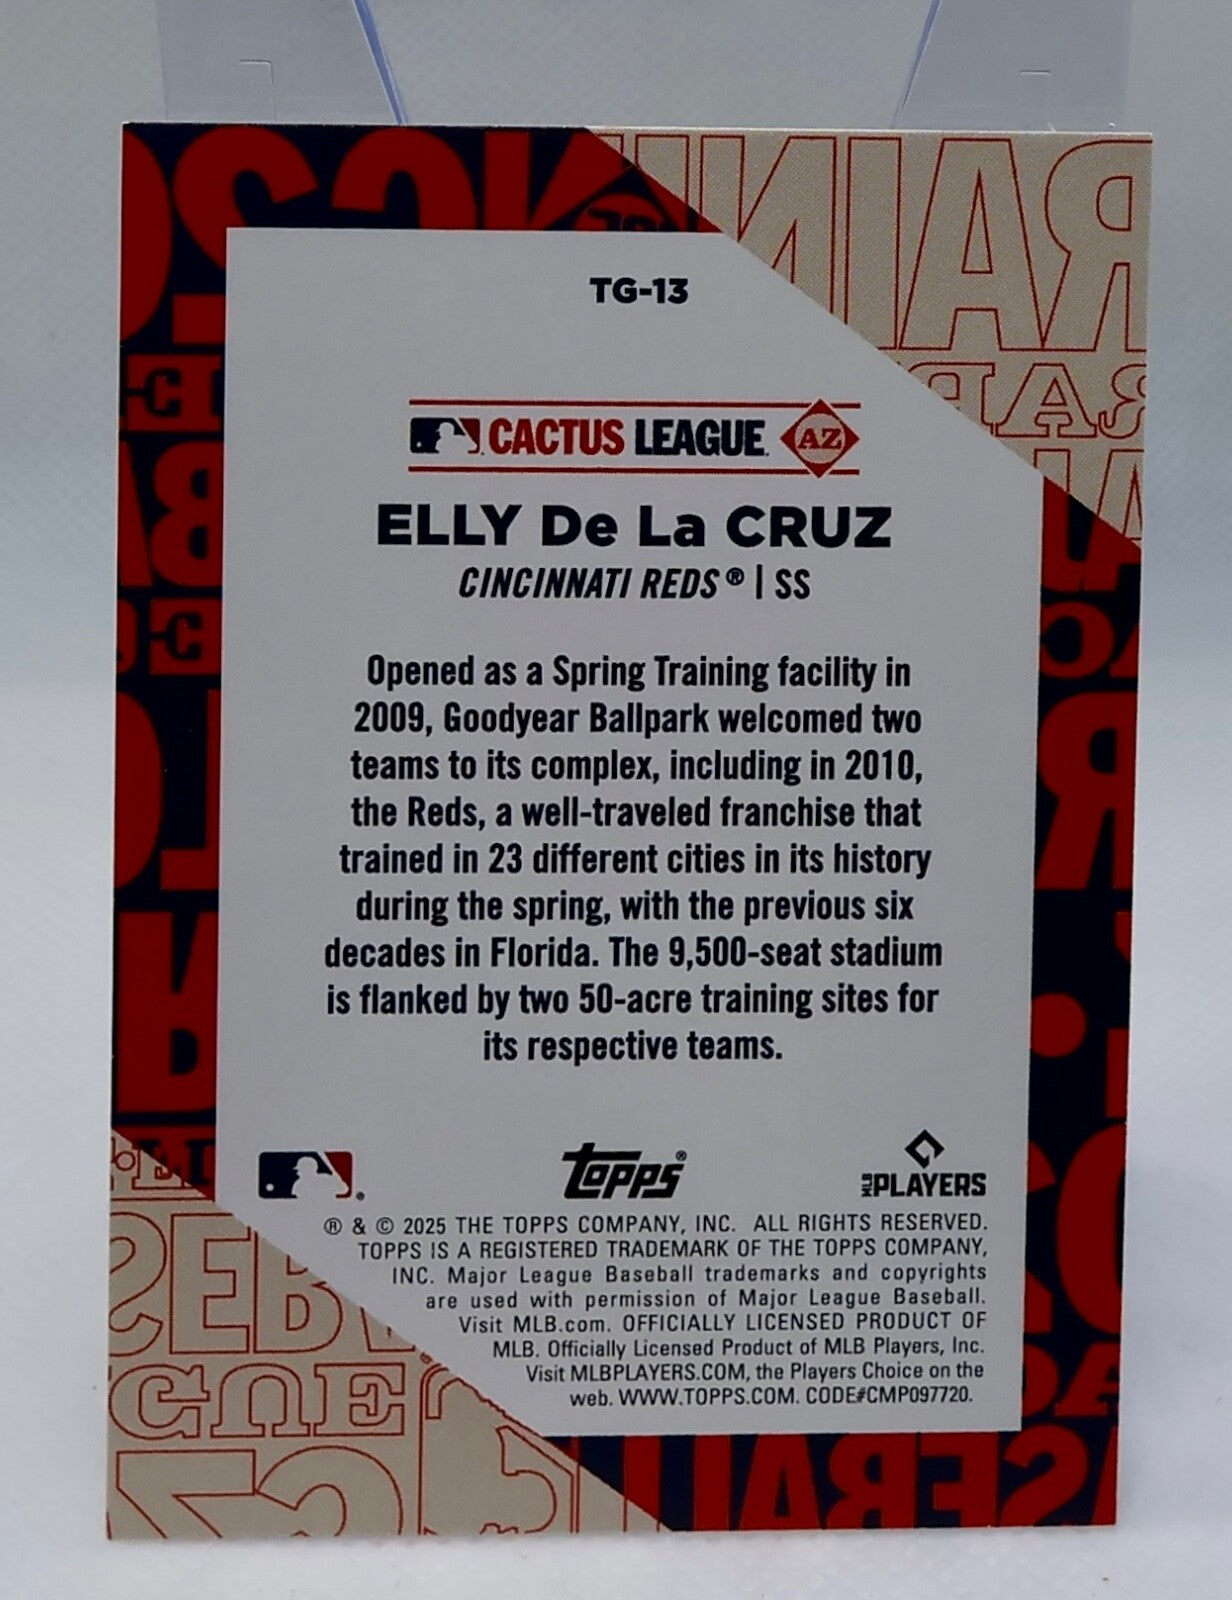 TG-13
CACTUS LEAGUE. AZ
ELLY De La CRUZ
CINCINNATI REDS® | SS
Opened as a Spring Training facility in
2009, Goodyear Ballpark welcomed two
teams to its complex, including in 2010,
the Reds, a well-traveled franchise that
trained in 23 different cities in its history
during the spring, with the previous six
decades in Florida. The 9,500-seat stadium
is flanked by two 50-acre training sites for
its respective teams.
Topps® MLB PLAYERS
® & © 2025 THE TOPPS COMPANY, INC. ALL RIGHTS RESERVED.
TOPPS IS A REGISTERED TRADEMARK OF THE TOPPS COMPANY,
INC. Major League Baseball trademarks and copyrights
are used with permission of Major League Baseball.
Visit MLB.com. OFFICIALLY LICENSED PRODUCT OF
MLB. Officially Licensed Product of MLB Players, Inc.
Visit MLBPLAYERS.COM, the Players Choice on the
web. WWW.TOPPS.COM. CODE#CMP097720.